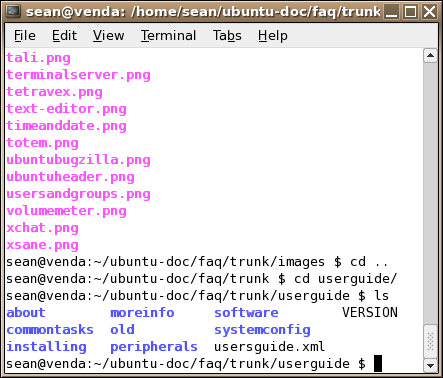 sean@venda: /home/sean/ubuntu-doc/faq/trunk
File Edit View Terminal Tabs Help
tali.png
terminalserver.png
tetravex.png
text-editor.png
timeanddate.png
totem.png
ubuntubugzilla.png
ubuntuheader.png
usersandgroups.png
volumemeter.png
xchat.png
xsane.png
sean@venda:~/ubuntu-doc/faq/trunk/images $ cd ..
sean@venda:~/ubuntu-doc/faq/trunk $ cd userguide/
sean@venda:~/ubuntu-doc/faq/trunk/userguide $ ls
about moreinfo software VERSION
commontasks old systemconfig
installing peripherals usersguide.xml
sean@venda:~/ubuntu-doc/faq/trunk/userguide $